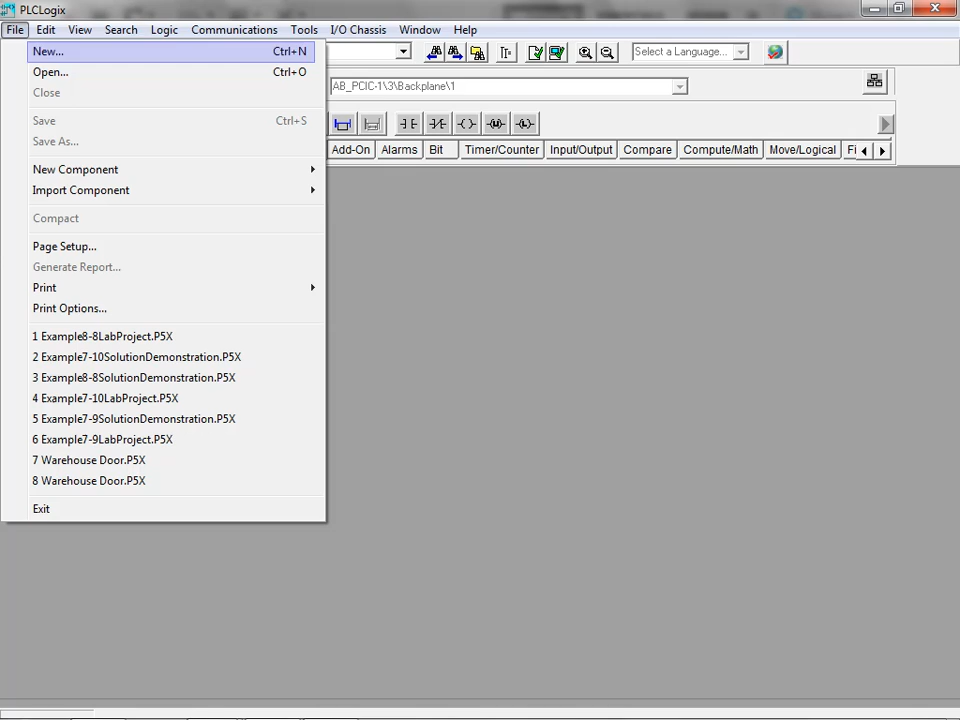 PLCLogix
File Edit View Search Logic Communications Tools I/O Chassis Window Help
New... Ctrl+N
Open... Ctrl+O
Close
Save Ctrl+S
Save As...
New Component
Import Component
Compact
Page Setup...
Generate Report...
Print
Print Options...
1 Example8-8LabProject.P5X
2 Example7-10SolutionDemonstration.P5X
3 Example8-8SolutionDemonstration.P5X
4 Example7-10LabProject.P5X
5 Example7-9SolutionDemonstration.P5X
6 Example7-9LabProject.P5X
7 Warehouse Door.P5X
8 Warehouse Door.P5X
Exit
Select a Language...
AB_PCIC-1\3\Backplane\1
Add-On Alarms Bit Timer/Counter Input/Output Compare Compute/Math Move/Logical Fi